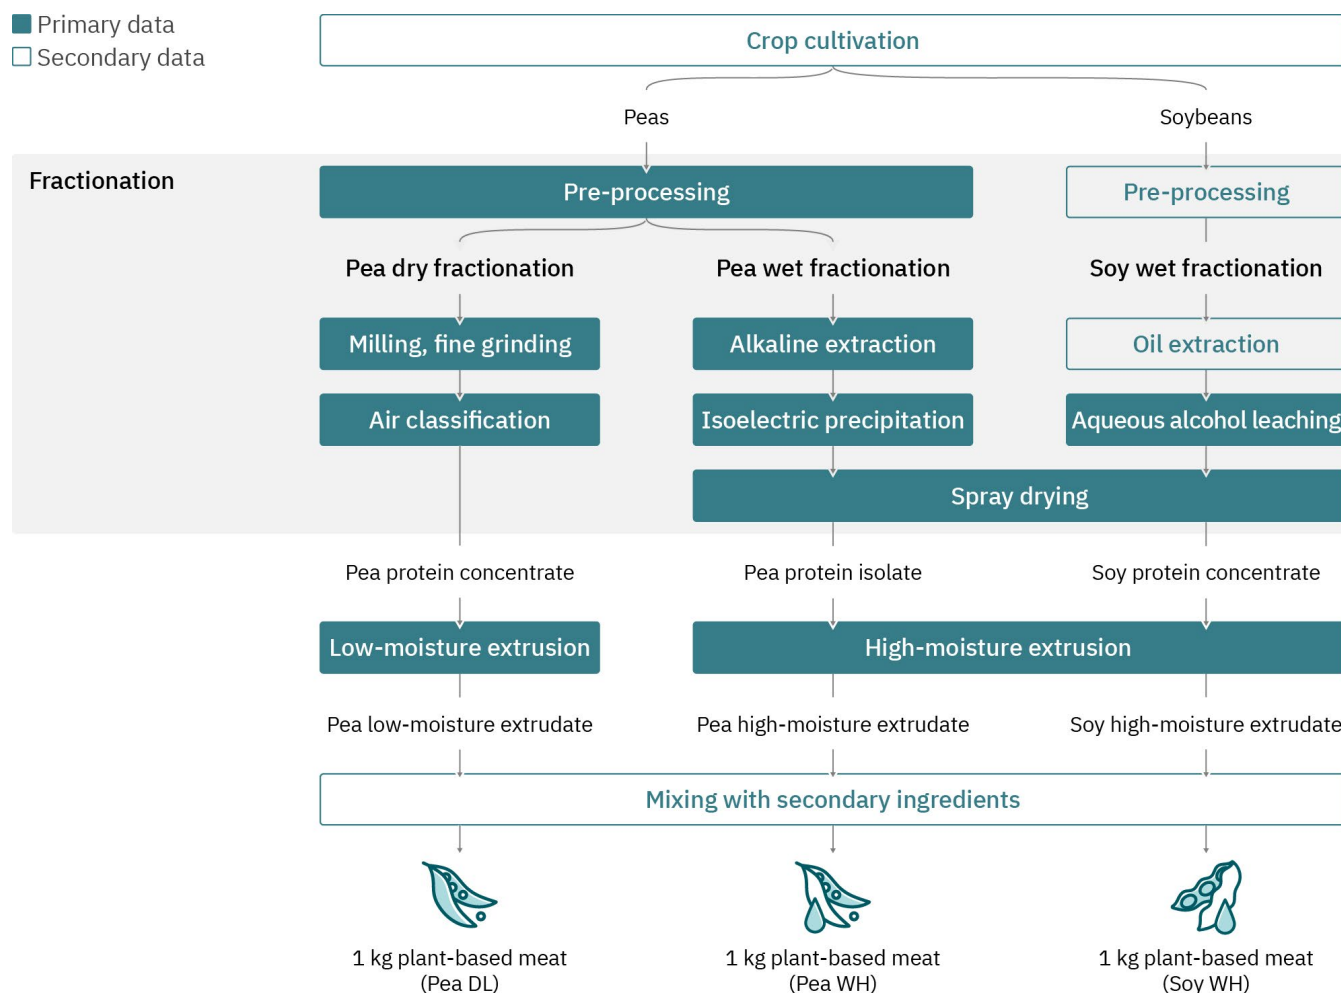 Primary data
Secondary data
Crop cultivation
Peas
Soybeans
Fractionation
Pre-processing
Pre-processing
Pea dry fractionation
Pea wet fractionation
Soy wet fractionation
Milling, fine grinding
Alkaline extraction
Oil extraction
Air classification
Isoelectric precipitation
Aqueous alcohol leaching
Spray drying
Pea protein concentrate
Pea protein isolate
Soy protein concentrate
Low-moisture extrusion
High-moisture extrusion
Pea low-moisture extrudate
Pea high-moisture extrudate
Soy high-moisture extrudate
Mixing with secondary ingredients
1 kg plant-based meat
(Pea DL)
1 kg plant-based meat
(Pea WH)
1 kg plant-based meat
(Soy WH)